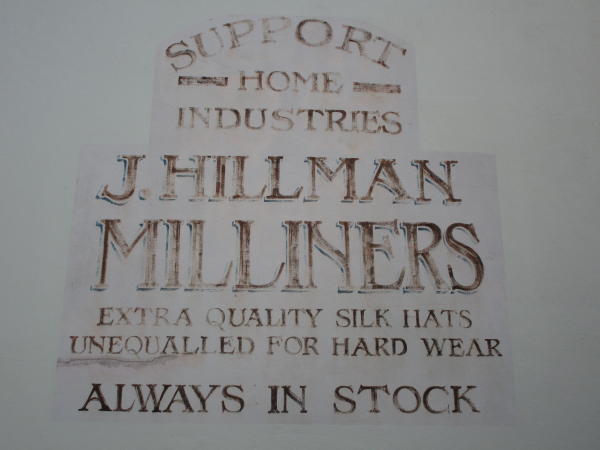 SUPPORT
HOME
INDUSTRIES
J. HILLMAN
MILLINERS
EXTRA QUALITY SILK HATS
UNEQUALLED FOR HARD WEAR
ALWAYS IN STOCK